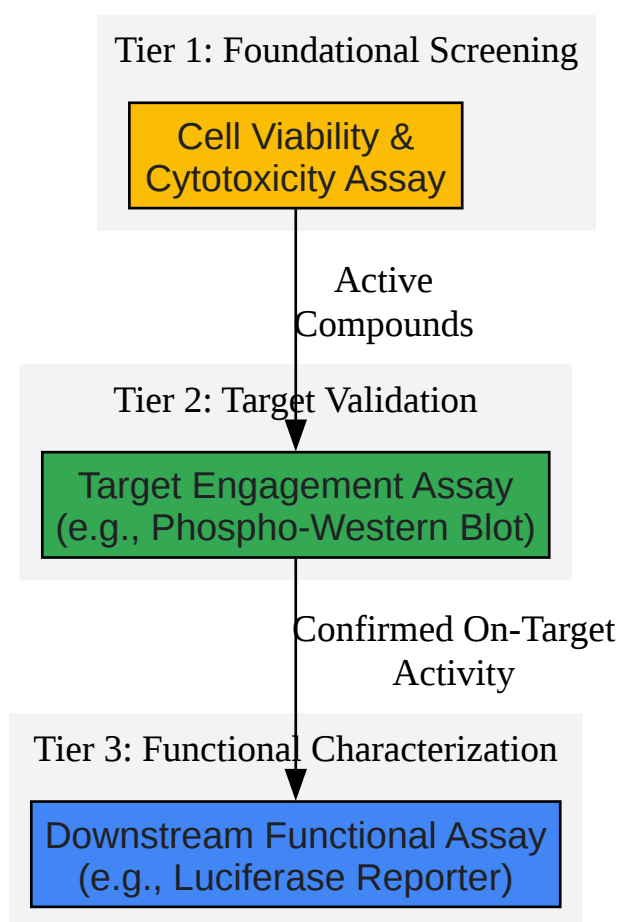 Tier 1: Foundational Screening
Cell Viability &
Cytotoxicity Assay
Active
Compounds
Tier 2: Target Validation
Target Engagement Assay
(e.g., Phospho-Western Blot)
Confirmed On-Target
Activity
Tier 3: Functional Characterization
Downstream Functional Assay
(e.g., Luciferase Reporter)